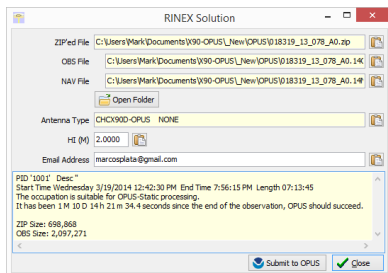 RINEX Solution
ZIP'ed File C:\Users\Mark\Documents\X90-OPUS\_New\OPUS\018319_13_078_A0.zip
OBS File C:\Users\Mark\Documents\X90-OPUS\_New\OPUS\018319_13_078_A0.14O
NAV File C:\Users\Mark\Documents\X90-OPUS\_New\OPUS\018319_13_078_A0.14N
Open Folder
Antenna Type CHCX90D-OPUS NONE
HI (M) 2.0000
Email Address marcosplata@gmail.com
PID '1001' Desc ''
Start Time Wednesday 3/19/2014 12:42:30 PM End Time 7:56:15 PM Length 07:13:45
The occupation is suitable for OPUS-Static processing.
It has been 1 M 10 D 14 h 21 m 34.4 seconds since the end of the observation, OPUS should succeed.
ZIP Size: 698,868
OBS Size: 2,097,271
Submit to OPUS Close